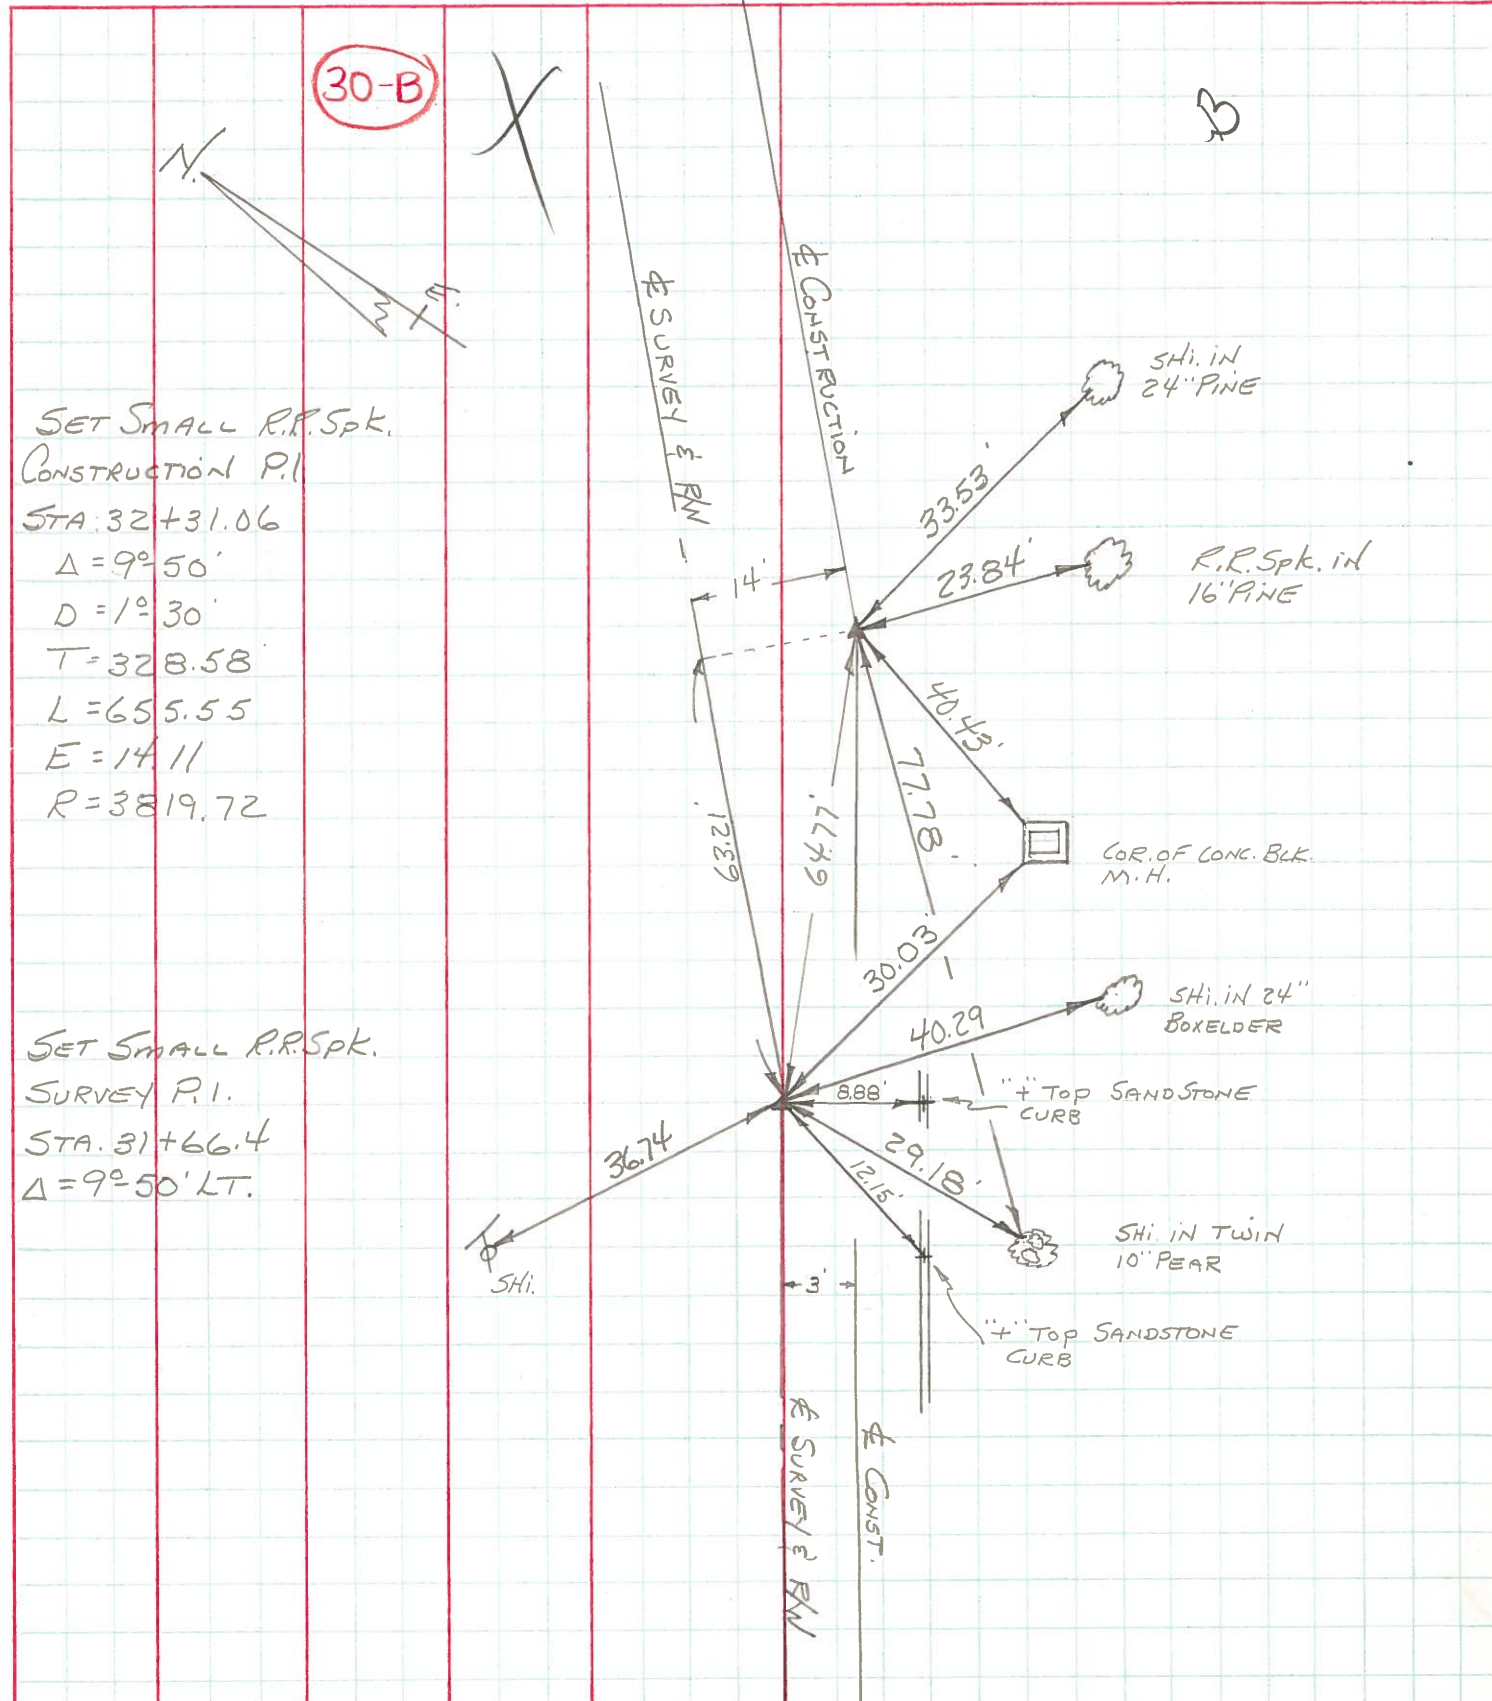 30-B
B
N.
E.
₵ SURVEY & R/W
₵ CONSTRUCTION
SHi. iN
24" PiNE
33.53'
SET SMALL R.R. Spk.
CONSTRUCTION P.I.
STA. 32+31.06
Δ = 9° 50'
D = 1° 30'
T = 328.58
L = 655.55
E = 14.11
R = 3819.72
14'
23.84'
R.R. Spk. iN
16" PiNE
40.43'
77.78'
63.21'
64.77'
COR. OF CONC. BLK.
M.H.
30.03'
40.29
SHi. iN 24"
BOXELDER
SET SMALL R.R. Spk.
SURVEY P.I.
STA. 31+66.4
Δ = 9° 50' LT.
8.88'
"+" TOP SANDSTONE
CURB
36.74
29.18'
12.15'
SHi.
SHi. iN TWiN
10" PEAR
3'
"+" TOP SANDSTONE
CURB
₵ SURVEY & R/W
₵ CONST.